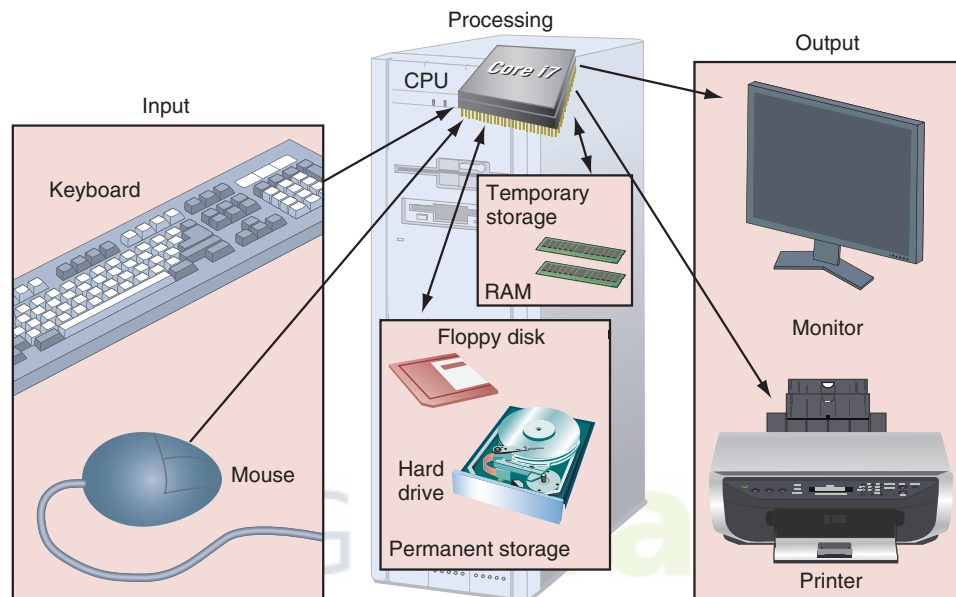 Processing
Output
Input
CPU
Core i7
Keyboard
Temporary
storage
RAM
Monitor
Floppy disk
Mouse
Hard
drive
Permanent storage
Printer